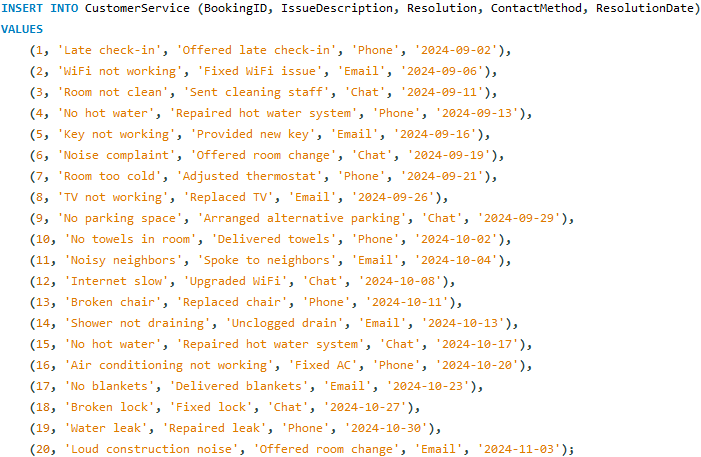 INSERT INTO CustomerService (BookingID, IssueDescription, Resolution, ContactMethod, ResolutionDate)
VALUES
(1, 'Late check-in', 'Offered late check-in', 'Phone', '2024-09-02'),
(2, 'WiFi not working', 'Fixed WiFi issue', 'Email', '2024-09-06'),
(3, 'Room not clean', 'Sent cleaning staff', 'Chat', '2024-09-11'),
(4, 'No hot water', 'Repaired hot water system', 'Phone', '2024-09-13'),
(5, 'Key not working', 'Provided new key', 'Email', '2024-09-16'),
(6, 'Noise complaint', 'Offered room change', 'Chat', '2024-09-19'),
(7, 'Room too cold', 'Adjusted thermostat', 'Phone', '2024-09-21'),
(8, 'TV not working', 'Replaced TV', 'Email', '2024-09-26'),
(9, 'No parking space', 'Arranged alternative parking', 'Chat', '2024-09-29'),
(10, 'No towels in room', 'Delivered towels', 'Phone', '2024-10-02'),
(11, 'Noisy neighbors', 'Spoke to neighbors', 'Email', '2024-10-04'),
(12, 'Internet slow', 'Upgraded WiFi', 'Chat', '2024-10-08'),
(13, 'Broken chair', 'Replaced chair', 'Phone', '2024-10-11'),
(14, 'Shower not draining', 'Unclogged drain', 'Email', '2024-10-13'),
(15, 'No hot water', 'Repaired hot water system', 'Chat', '2024-10-17'),
(16, 'Air conditioning not working', 'Fixed AC', 'Phone', '2024-10-20'),
(17, 'No blankets', 'Delivered blankets', 'Email', '2024-10-23'),
(18, 'Broken lock', 'Fixed lock', 'Chat', '2024-10-27'),
(19, 'Water leak', 'Repaired leak', 'Phone', '2024-10-30'),
(20, 'Loud construction noise', 'Offered room change', 'Email', '2024-11-03');